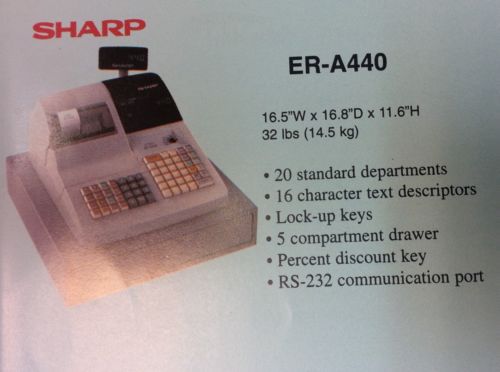 SHARP
ER-A440
16.5"W x 16.8"D x 11.6"H
32 lbs (14.5 kg)
• 20 standard departments
• 16 character text descriptors
• Lock-up keys
• 5 compartment drawer
• Percent discount key
• RS-232 communication port